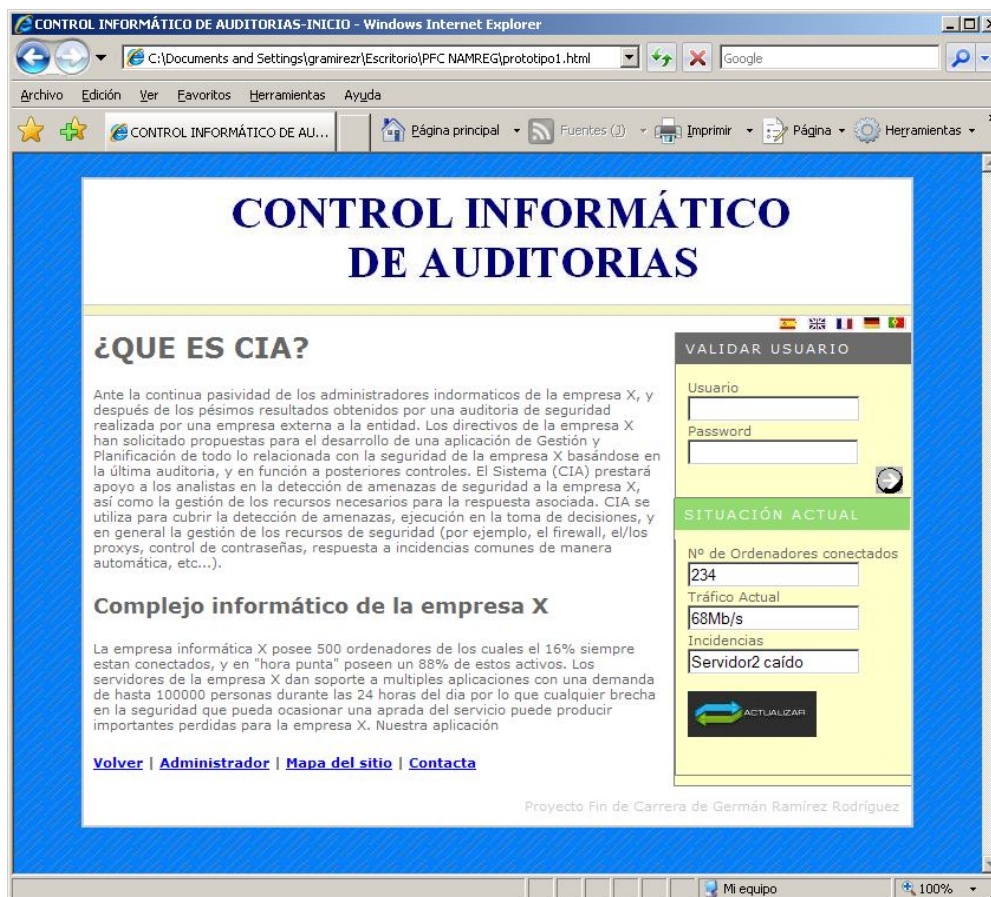 CONTROL INFORMÁTICO DE AUDITORIAS-INICIO - Windows Internet Explorer
C:\Documents and Settings\gramirezr\Escritorio\PFC NAMREG\prototipo1.html
Google
Archivo Edición Ver Favoritos Herramientas Ayuda
CONTROL INFORMÁTICO DE AU...
Página principal
Fuentes (J)
Imprimir
Página
Herramientas
CONTROL INFORMÁTICO
DE AUDITORIAS
¿QUE ES CIA?
Ante la continua pasividad de los administradores indormaticos de la empresa X, y
después de los pésimos resultados obtenidos por una auditoria de seguridad
realizada por una empresa externa a la entidad. Los directivos de la empresa X
han solicitado propuestas para el desarrollo de una aplicación de Gestión y
Planificación de todo lo relacionada con la seguridad de la empresa X basándose en
la última auditoria, y en función a posteriores controles. El Sistema (CIA) prestará
apoyo a los analistas en la detección de amenazas de seguridad a la empresa X,
así como la gestión de los recursos necesarios para la respuesta asociada. CIA se
utiliza para cubrir la detección de amenazas, ejecución en la toma de decisiones, y
en general la gestión de los recursos de seguridad (por ejemplo, el firewall, el/los
proxys, control de contraseñas, respuesta a incidencias comunes de manera
automática, etc...).
Complejo informático de la empresa X
La empresa informática X posee 500 ordenadores de los cuales el 16% siempre
estan conectados, y en "hora punta" poseen un 88% de estos activos. Los
servidores de la empresa X dan soporte a multiples aplicaciones con una demanda
de hasta 100000 personas durante las 24 horas del dia por lo que cualquier brecha
en la seguridad que pueda ocasionar una aprada del servicio puede producir
importantes perdidas para la empresa X. Nuestra aplicación
Volver | Administrador | Mapa del sitio | Contacta
VALIDAR USUARIO
Usuario
Password
SITUACIÓN ACTUAL
Nº de Ordenadores conectados
234
Tráfico Actual
68Mb/s
Incidencias
Servidor2 caído
ACTUALIZAR
Proyecto Fin de Carrera de Germán Ramírez Rodríguez
Mi equipo
100%